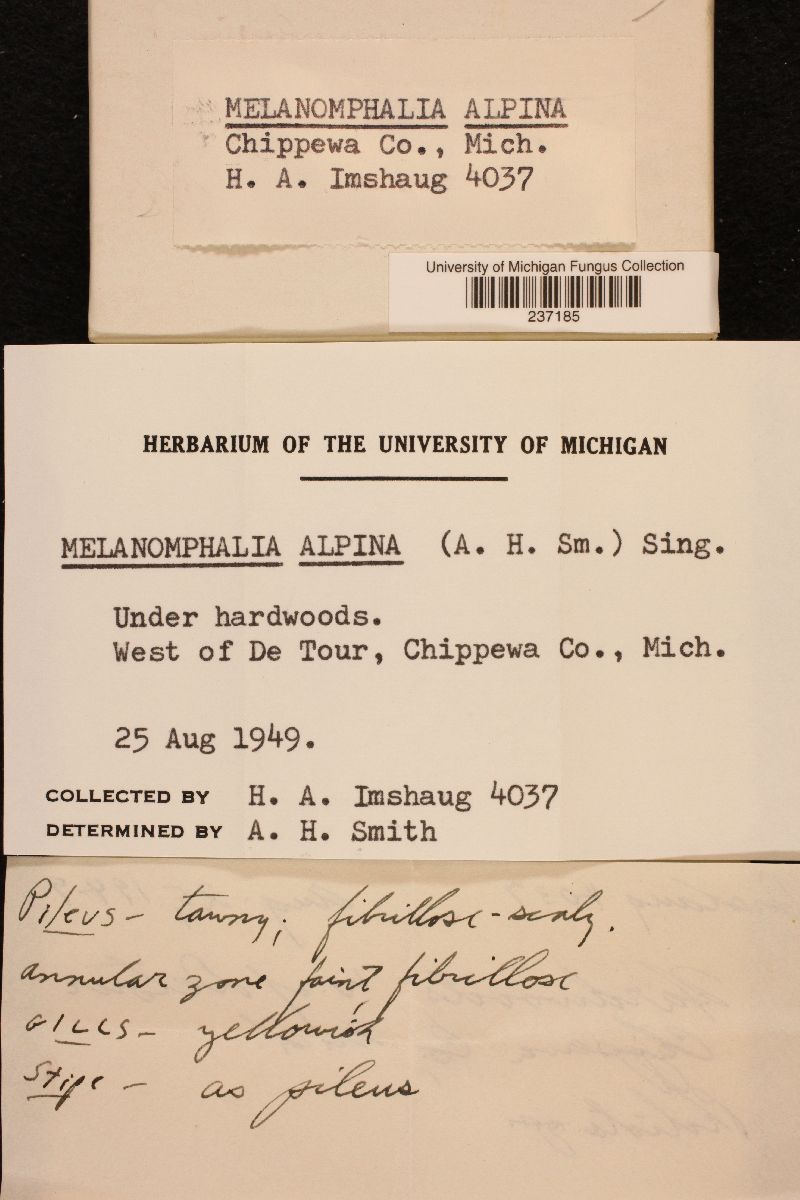 MELANOMPHALIA ALPINA
Chippewa Co., Mich.
H. A. Imshaug 4037
University of Michigan Fungus Collection
237185
HERBARIUM OF THE UNIVERSITY OF MICHIGAN
MELANOMPHALIA ALPINA (A. H. Sm.) Sing.
Under hardwoods.
West of De Tour, Chippewa Co., Mich.
25 Aug 1949.
COLLECTED BY H. A. Imshaug 4037
DETERMINED BY A. H. Smith
Pileus - tawny; fibrillose-scaly.
annular zone faint, fibrillose
GILLS - yellowish
Stipe - as pileus